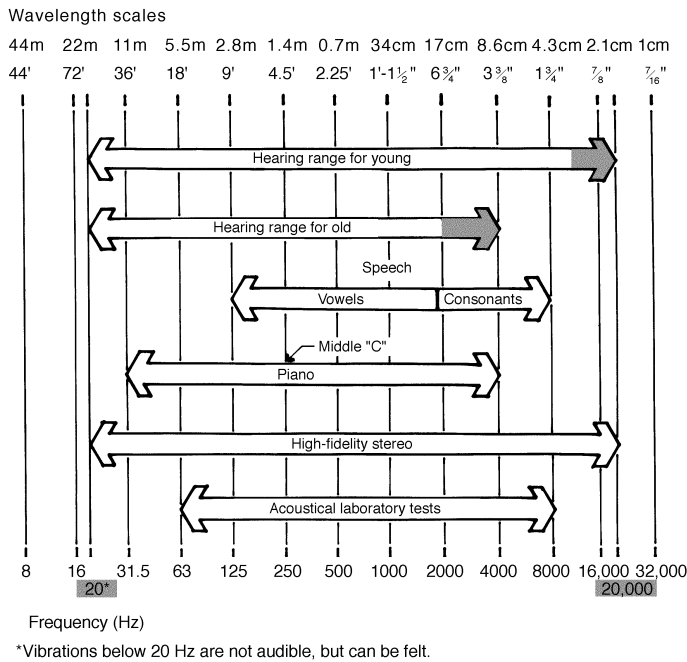 Wavelength scales
44m 22m 11m 5.5m 2.8m 1.4m 0.7m 34cm 17cm 8.6cm 4.3cm 2.1cm 1cm
44' 72' 36' 18' 9' 4.5' 2.25' 1'-1½" 6¾" 3⅜" 1¾" ⅞" 7/16"
Hearing range for young
Hearing range for old
Speech
Vowels Consonants
Middle "C"
Piano
High-fidelity stereo
Acoustical laboratory tests
8 16 31.5 63 125 250 500 1000 2000 4000 8000 16,000 32,000
20* 20,000
Frequency (Hz)
*Vibrations below 20 Hz are not audible, but can be felt.